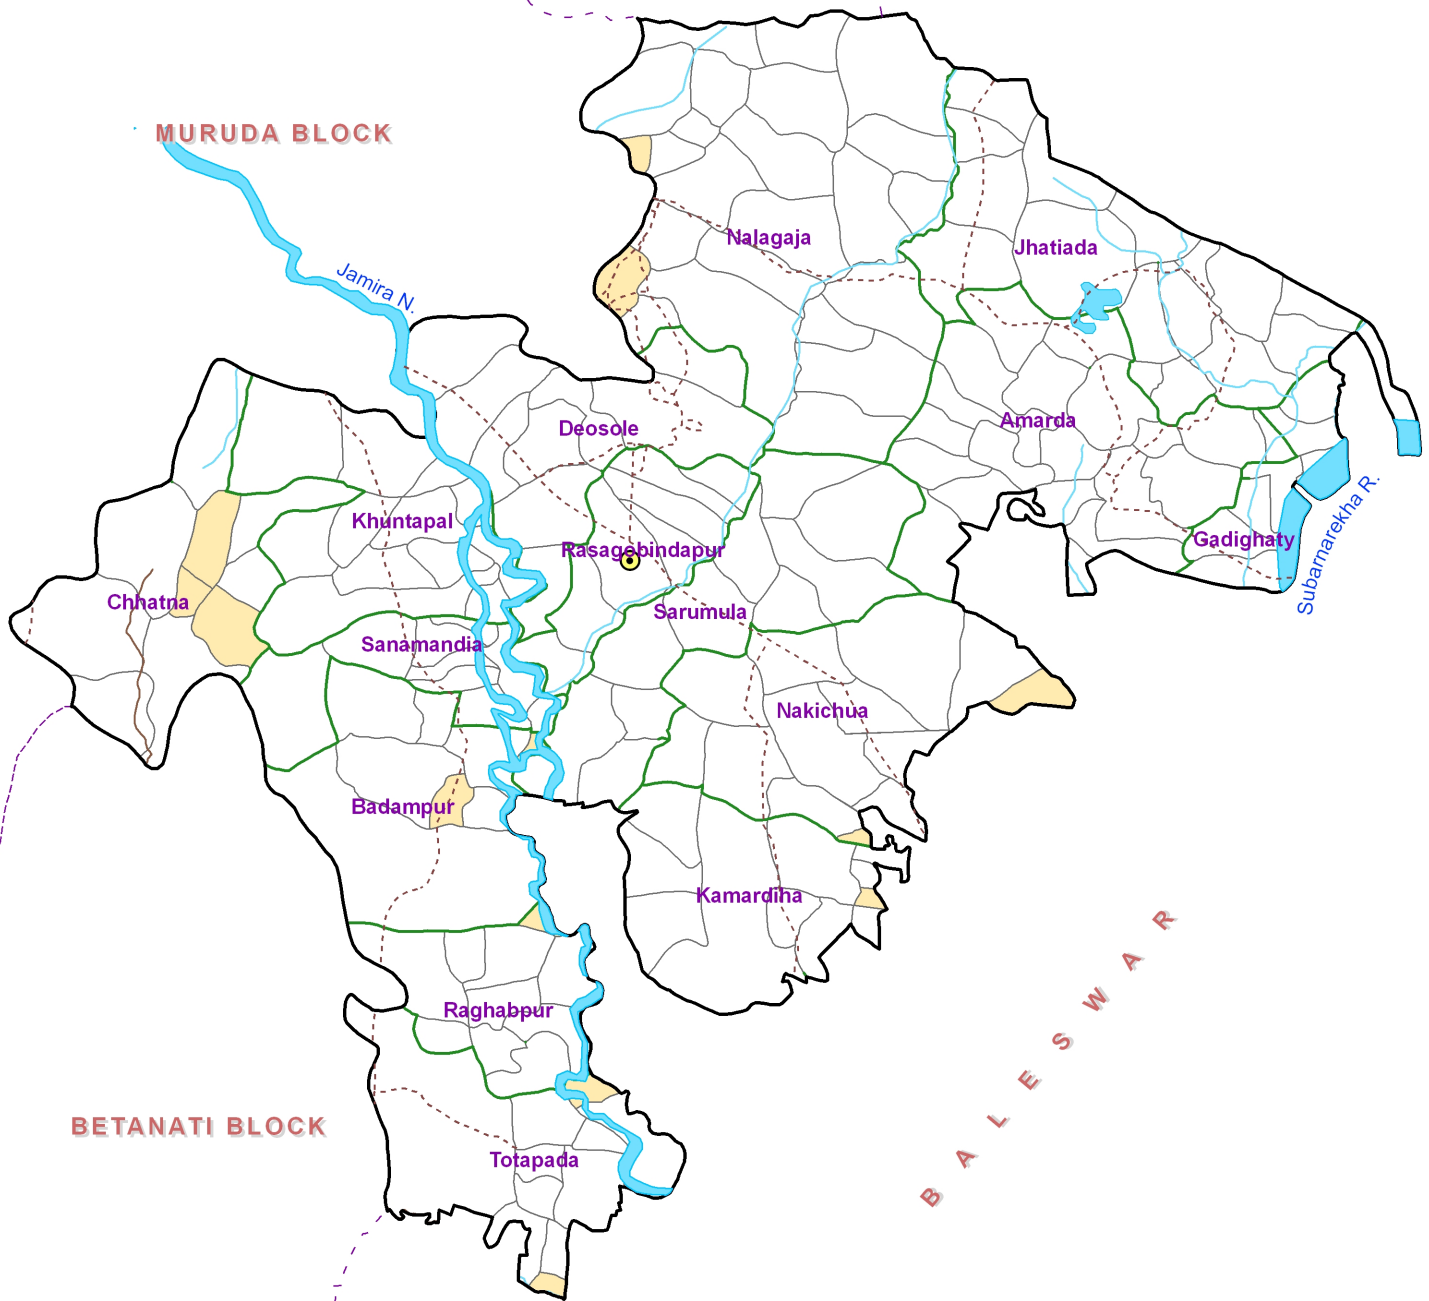 MURUDA BLOCK
Nalagaja
Jhatiada
Jamira N.
Deosole
Amarda
Khuntapal
Rasagobindapur
Gadighaty
Subarnarekha R.
Chhatna
Sarumula
Sanamandia
Nakichua
Badampur
Kamardiha
BALESWAR
Raghabpur
BETANATI BLOCK
Totapada